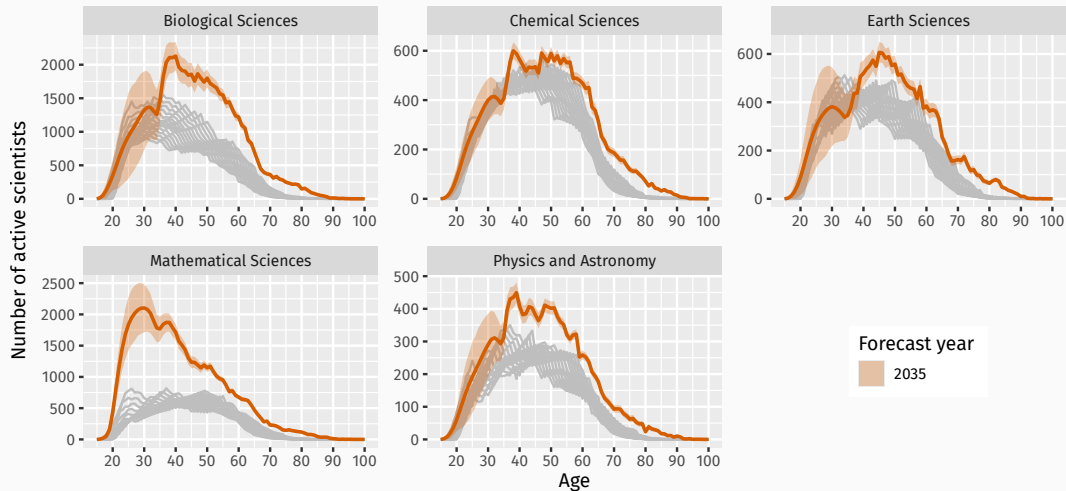 Biological Sciences
Chemical Sciences
Earth Sciences
Number of active scientists
2000
1500
1000
500
0
20 30 40 50 60 70 80 90 100
600
400
200
0
20 30 40 50 60 70 80 90 100
600
400
200
0
20 30 40 50 60 70 80 90 100
Mathematical Sciences
Physics and Astronomy
2500
2000
1500
1000
500
0
20 30 40 50 60 70 80 90 100
500
400
300
200
100
0
20 30 40 50 60 70 80 90 100
Forecast year
2035
Age